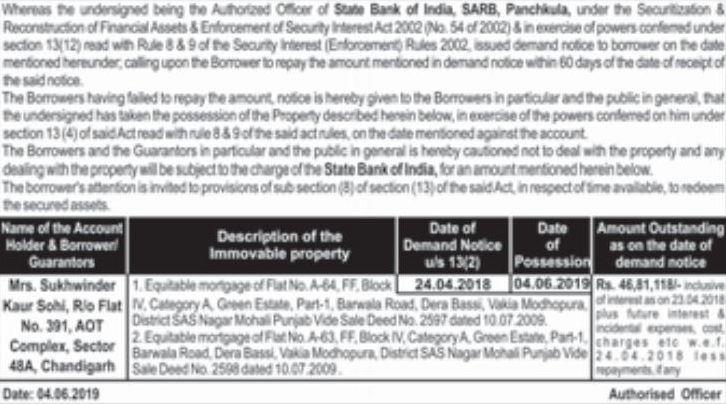 Whereas the undersigned being the Authorized Officer of State Bank of India, SARB, Panchkula, under the Securitization &
Reconstruction of Financial Assets & Enforcement of Security Interest Act 2002 (No. 54 of 2002) & in exercise of powers conferred under
section 13(12) read with Rule 8 & 9 of the Security Interest (Enforcement) Rules 2002, issued demand notice to borrower on the date
mentioned hereunder; calling upon the Borrower to repay the amount mentioned in demand notice within 60 days of the date of receipt of
the said notice.
The Borrowers having failed to repay the amount, notice is hereby given to the Borrowers in particular and the public in general, that
the undersigned has taken the possession of the Property described herein below, in exercise of the powers conferred on him under
section 13 (4) of said Act read with rule 8 & 9 of the said act rules, on the date mentioned against the account.
The Borrowers and the Guarantors in particular and the public in general is hereby cautioned not to deal with the property and any
dealing with the property will be subject to the charge of the State Bank of India, for an amount mentioned herein below.
The borrower's attention is invited to provisions of sub section (8) of section (13) of the said Act, in respect of time available, to redeem
the secured assets.
Name of the Account
Holder & Borrower/
Guarantors
Description of the
Immovable property
Date of
Demand Notice
u/s 13(2)
Date
of
Possession
Amount Outstanding
as on the date of
demand notice
Mrs. Sukhwinder
Kaur Sohi, R/o Flat
No. 391, AOT
Complex, Sector
48A, Chandigarh
1. Equitable mortgage of Flat No. A-64, FF, Block
IV, Category A, Green Estate, Part-1, Barwala Road, Dera Bassi, Vakia Modhopura,
District SAS Nagar Mohali Punjab Vide Sale Deed No. 2597 dated 10.07.2009.
2. Equitable mortgage of Flat No. A-63, FF, Block IV, Category A, Green Estate, Part-1,
Barwala Road, Dera Bassi, Vakia Modhopura, District SAS Nagar Mohali Punjab Vide
Sale Deed No. 2598 dated 10.07.2009 .
24.04.2018
04.06.2019
Rs. 46,81,118/- inclusive
of interest as on 23.04.2018
plus future interest &
incidental expenses, cost,
charges etc w.e.f.
24.04.2018 less
repayments, if any
Date: 04.06.2019
Authorised Officer